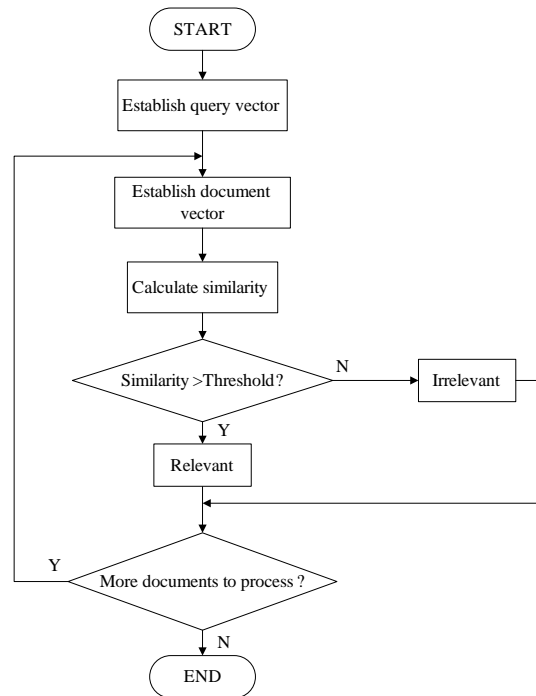 START
Establish query vector
Establish document
vector
Calculate similarity
Similarity >Threshold?
N
Irrelevant
Y
Relevant
Y
More documents to process ?
N
END